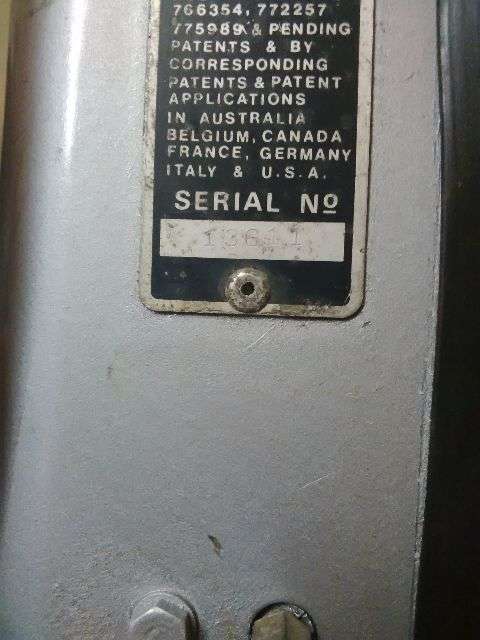 766354, 772257
775989 & PENDING
PATENTS & BY
CORRESPONDING
PATENTS & PATENT
APPLICATIONS
IN AUSTRALIA
BELGIUM, CANADA
FRANCE, GERMANY
ITALY & U.S.A.
SERIAL No